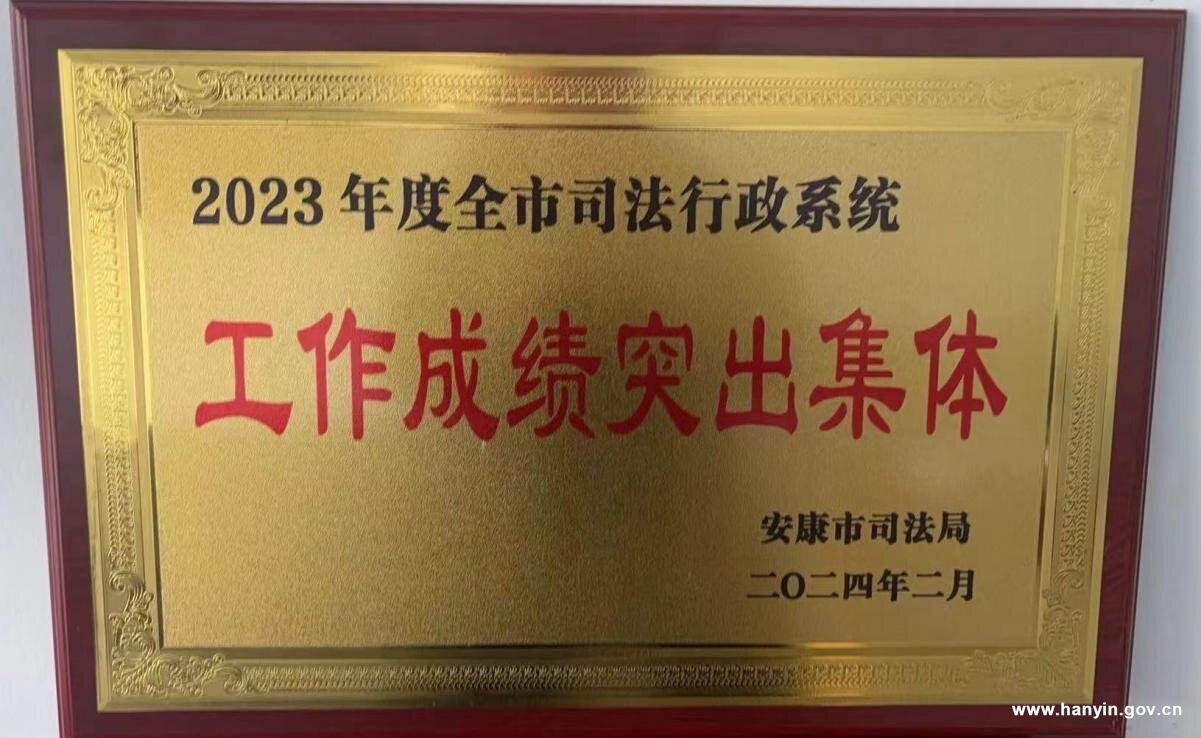 2023年度全市司法行政系统
工作成绩突出集体
安康市司法局
二〇二四年二月
www.hanyin.gov.cn